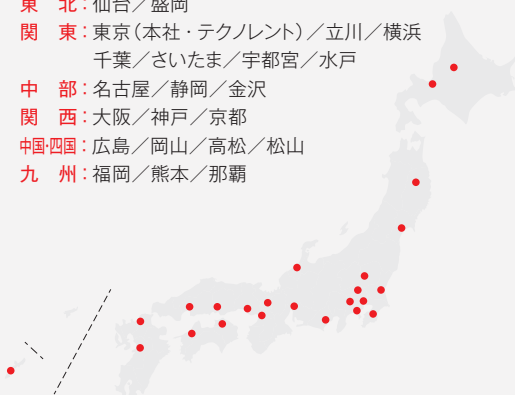 東　北：仙台／盛岡
関　東：東京（本社・テクノレント）／立川／横浜
千葉／さいたま／宇都宮／水戸
中　部：名古屋／静岡／金沢
関　西：大阪／神戸／京都
中国・四国：広島／岡山／高松／松山
九　州：福岡／熊本／那覇